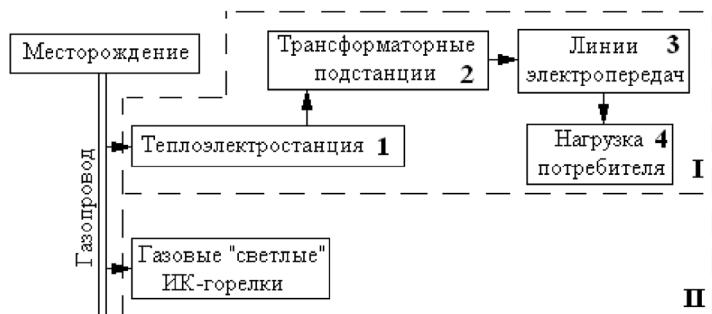 Месторождение
Трансформаторные
подстанции 2
Линии 3
электропередач
Теплоэлектростанция 1
Нагрузка 4
потребителя
I
Газопровод
Газовые "светлые"
ИК-горелки
II